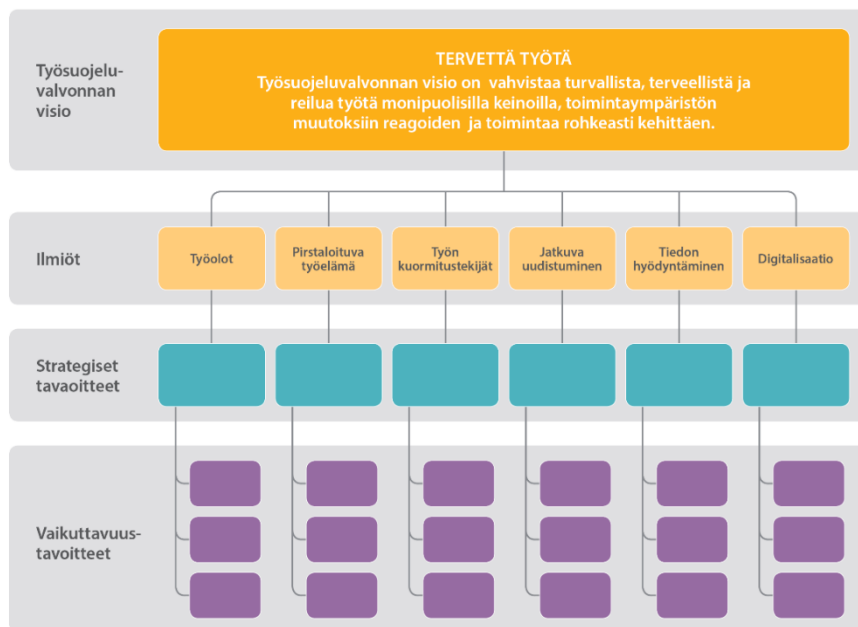 Työsuojelu-
valvonnan
visio
TERVETTÄ TYÖTÄ
Työsuojeluvalvonnan visio on vahvistaa turvallista, terveellistä ja
reilua työtä monipuolisilla keinoilla, toimintaympäristön
muutoksiin reagoiden ja toimintaa rohkeasti kehittäen.
Ilmiöt
Työolot
Pirstaloituva
työelämä
Työn
kuormitustekijät
Jatkuva
uudistuminen
Tiedon
hyödyntäminen
Digitalisaatio
Strategiset
tavaoitteet
Vaikuttavuus-
tavoitteet